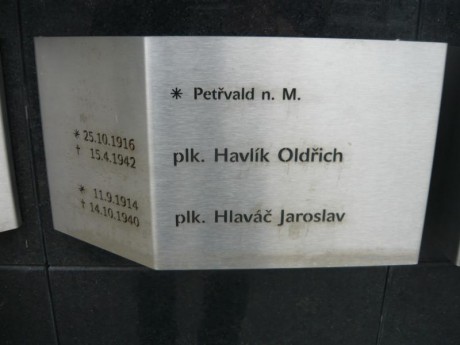 * Petřvald n. M.
* 25.10.1916
† 15.4.1942
plk. Havlík Oldřich
* 11.9.1914
† 14.10.1940
plk. Hlaváč Jaroslav